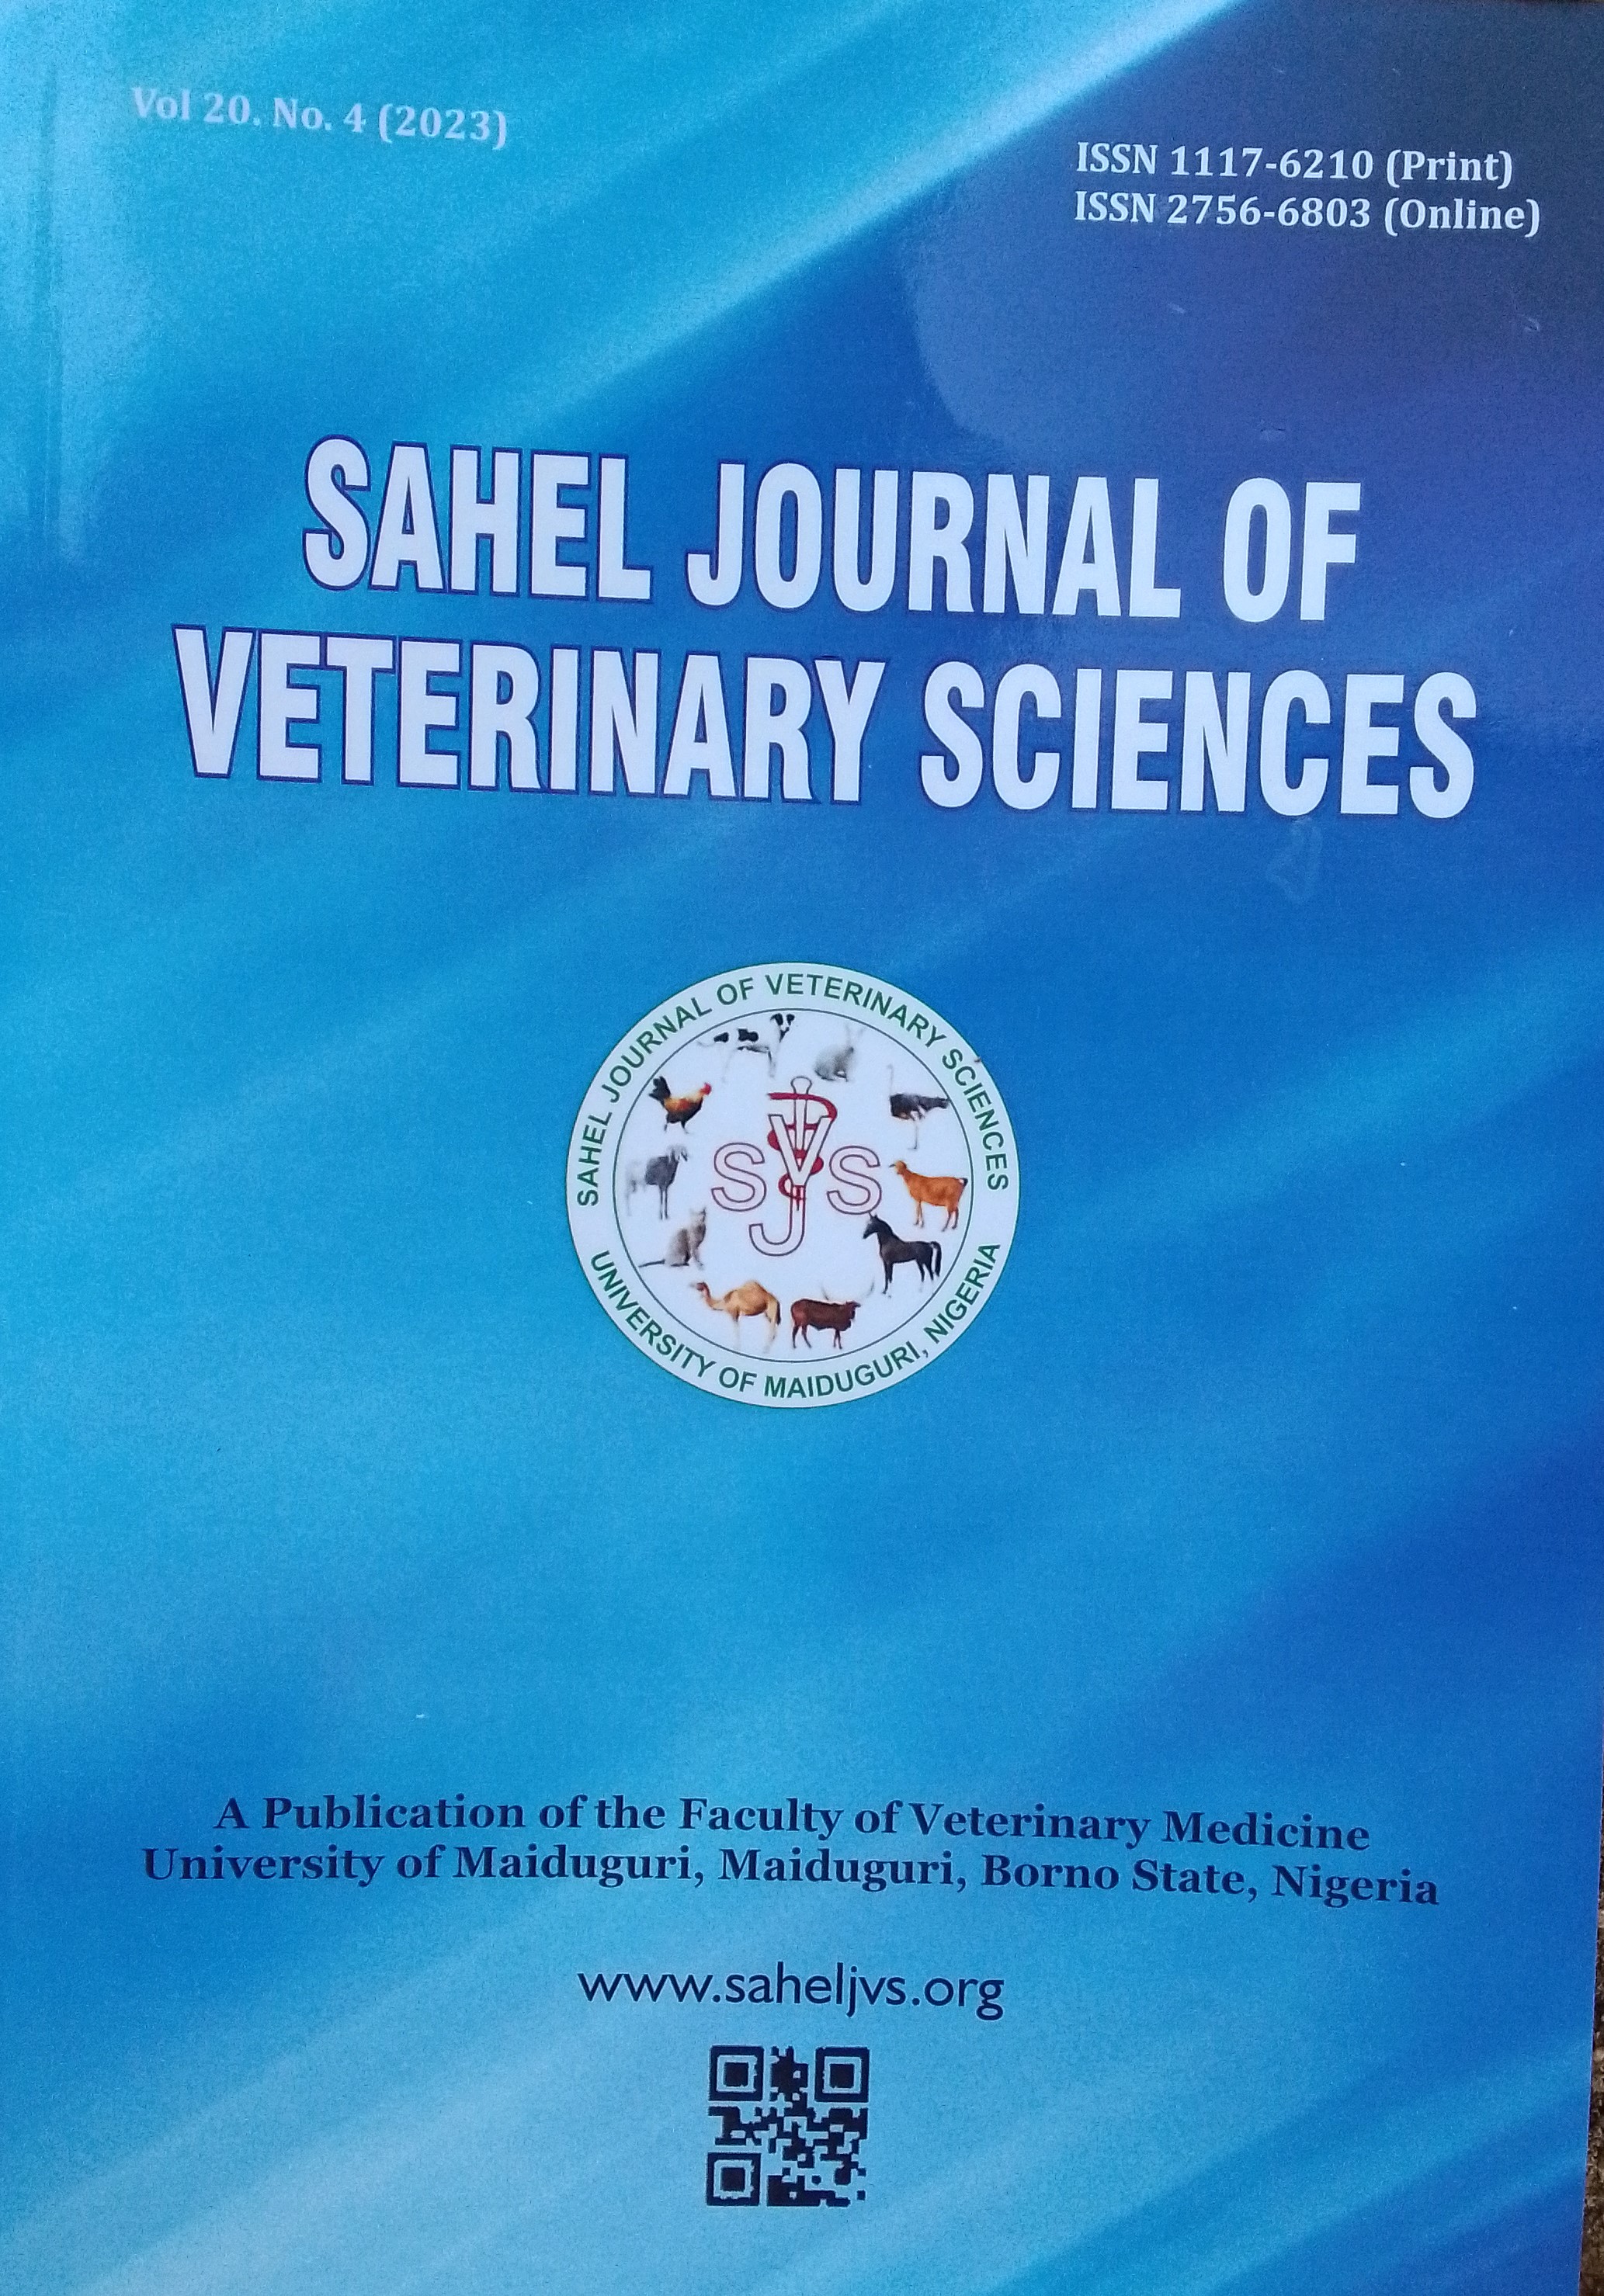 Vol 20. No. 4 (2023)
ISSN 1117-6210 (Print)
ISSN 2756-6803 (Online)
SAHEL JOURNAL OF
VETERINARY SCIENCES
SAHEL JOURNAL OF VETERINARY SCIENCES
SVS
J
UNIVERSITY OF MAIDUGURI, NIGERIA
A Publication of the Faculty of Veterinary Medicine
University of Maiduguri, Maiduguri, Borno State, Nigeria
www.saheljvs.org